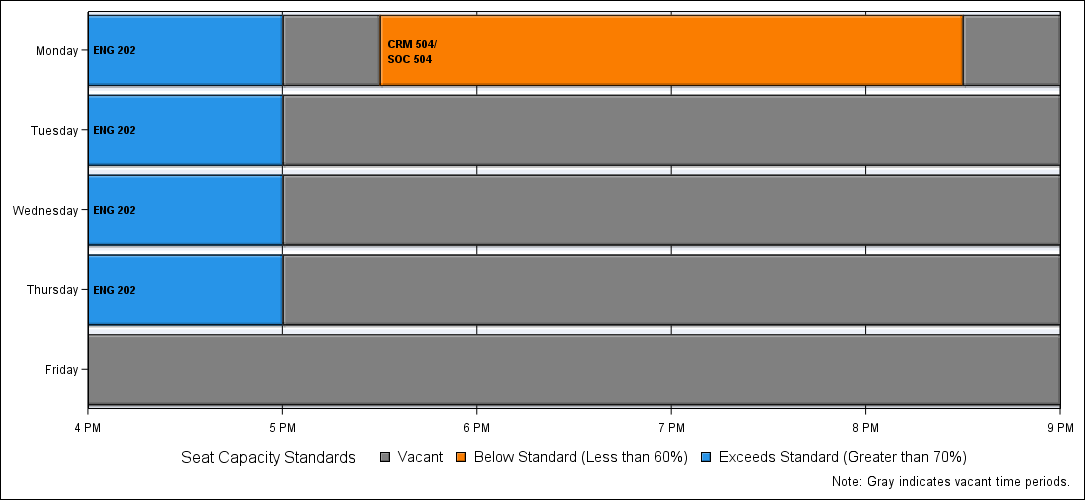 Monday
ENG 202
CRM 504/
SOC 504
Tuesday
ENG 202
Wednesday
ENG 202
Thursday
ENG 202
Friday
4 PM 5 PM 6 PM 7 PM 8 PM 9 PM
Seat Capacity Standards Vacant Below Standard (Less than 60%) Exceeds Standard (Greater than 70%)
Note: Gray indicates vacant time periods.